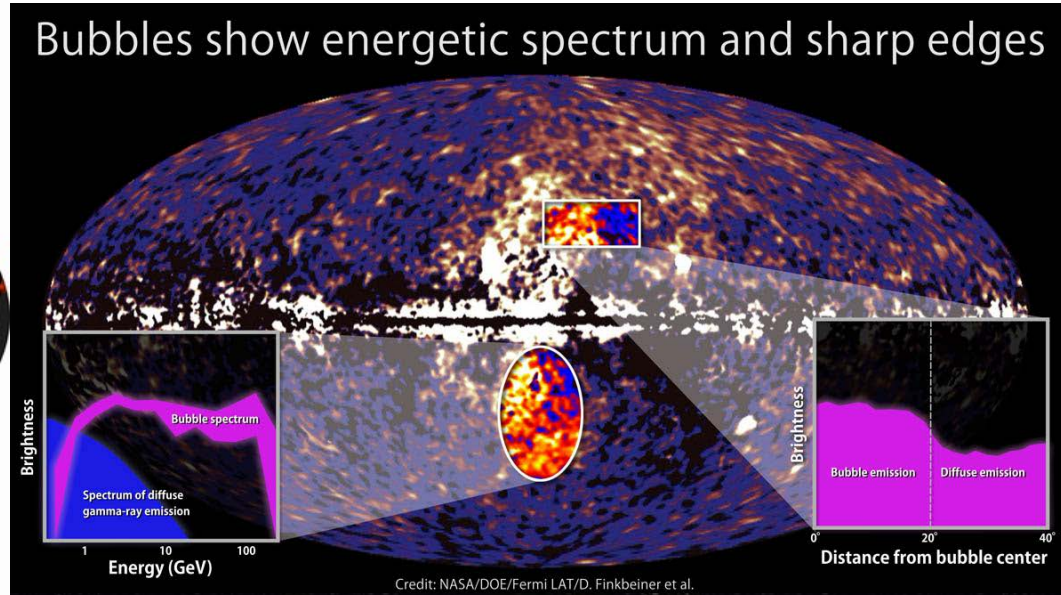 Bubbles show energetic spectrum and sharp edges
Brightness
Bubble spectrum
Spectrum of diffuse
gamma-ray emission
1 10 100
Energy (GeV)
Brightness
Bubble emission
Diffuse emission
0° 20° 40°
Distance from bubble center
Credit: NASA/DOE/Fermi LAT/D. Finkbeiner et al.